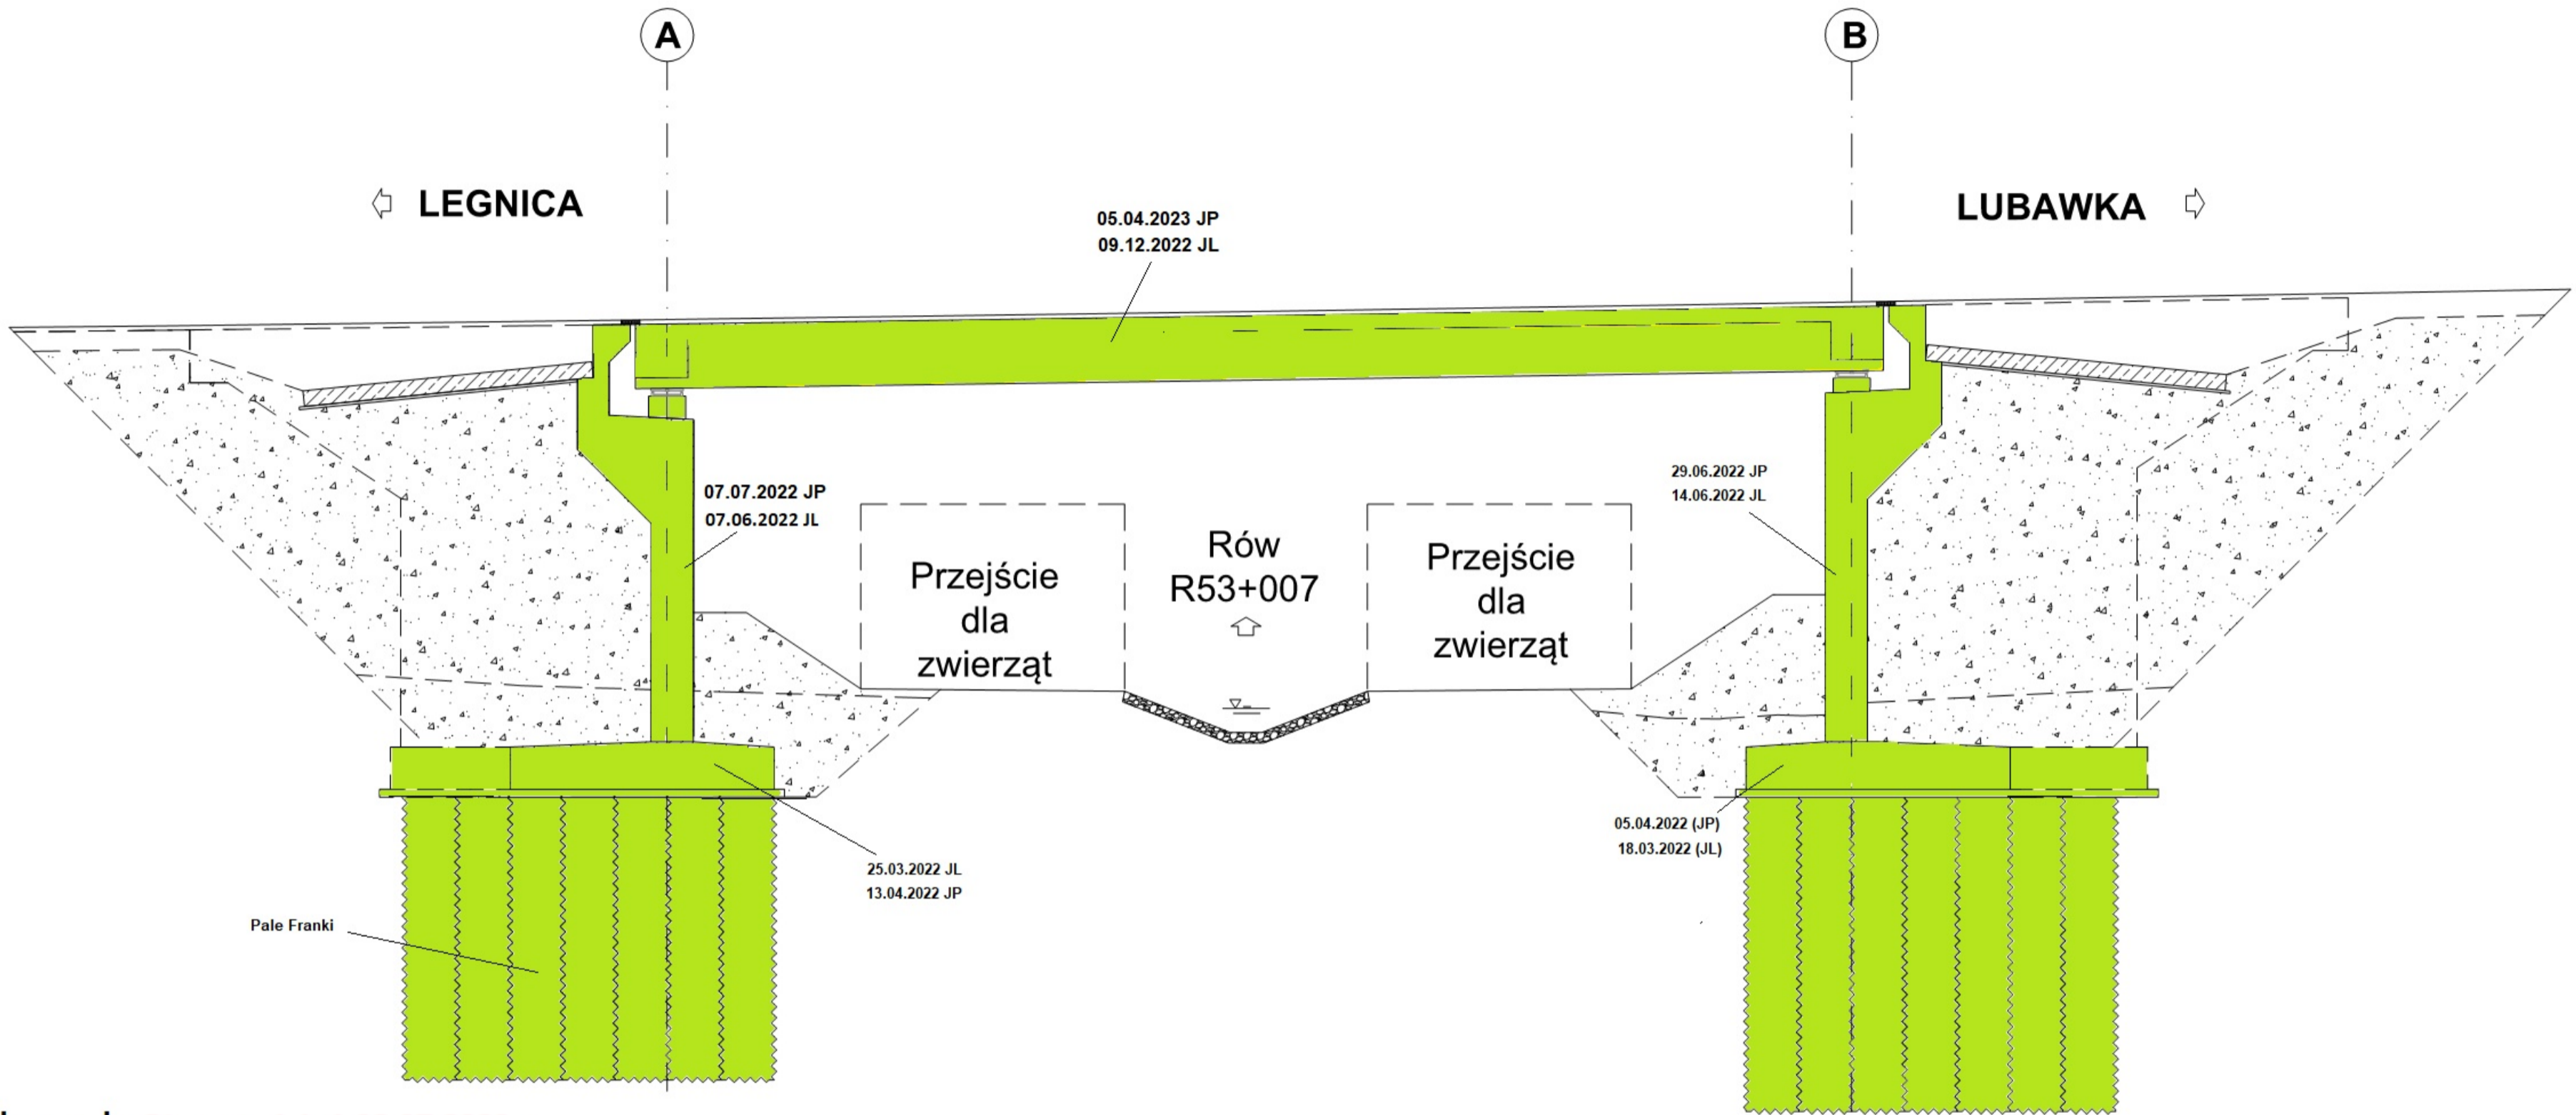 A
B
LEGNICA
LUBAWKA
05.04.2023 JP
09.12.2022 JL
07.07.2022 JP
07.06.2022 JL
29.06.2022 JP
14.06.2022 JL
Przejście
dla
zwierząt
Rów
R53+007
Przejście
dla
zwierząt
25.03.2022 JL
13.04.2022 JP
05.04.2022 (JP)
18.03.2022 (JL)
Pale Franki